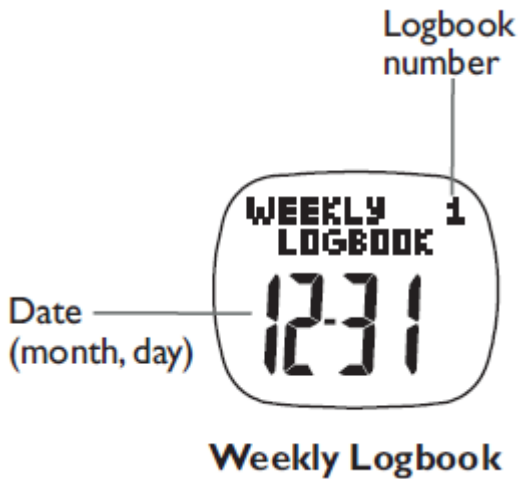 Logbook
number
WEEKLY 1
LOGBOOK
12-31
Date
(month, day)
Weekly Logbook